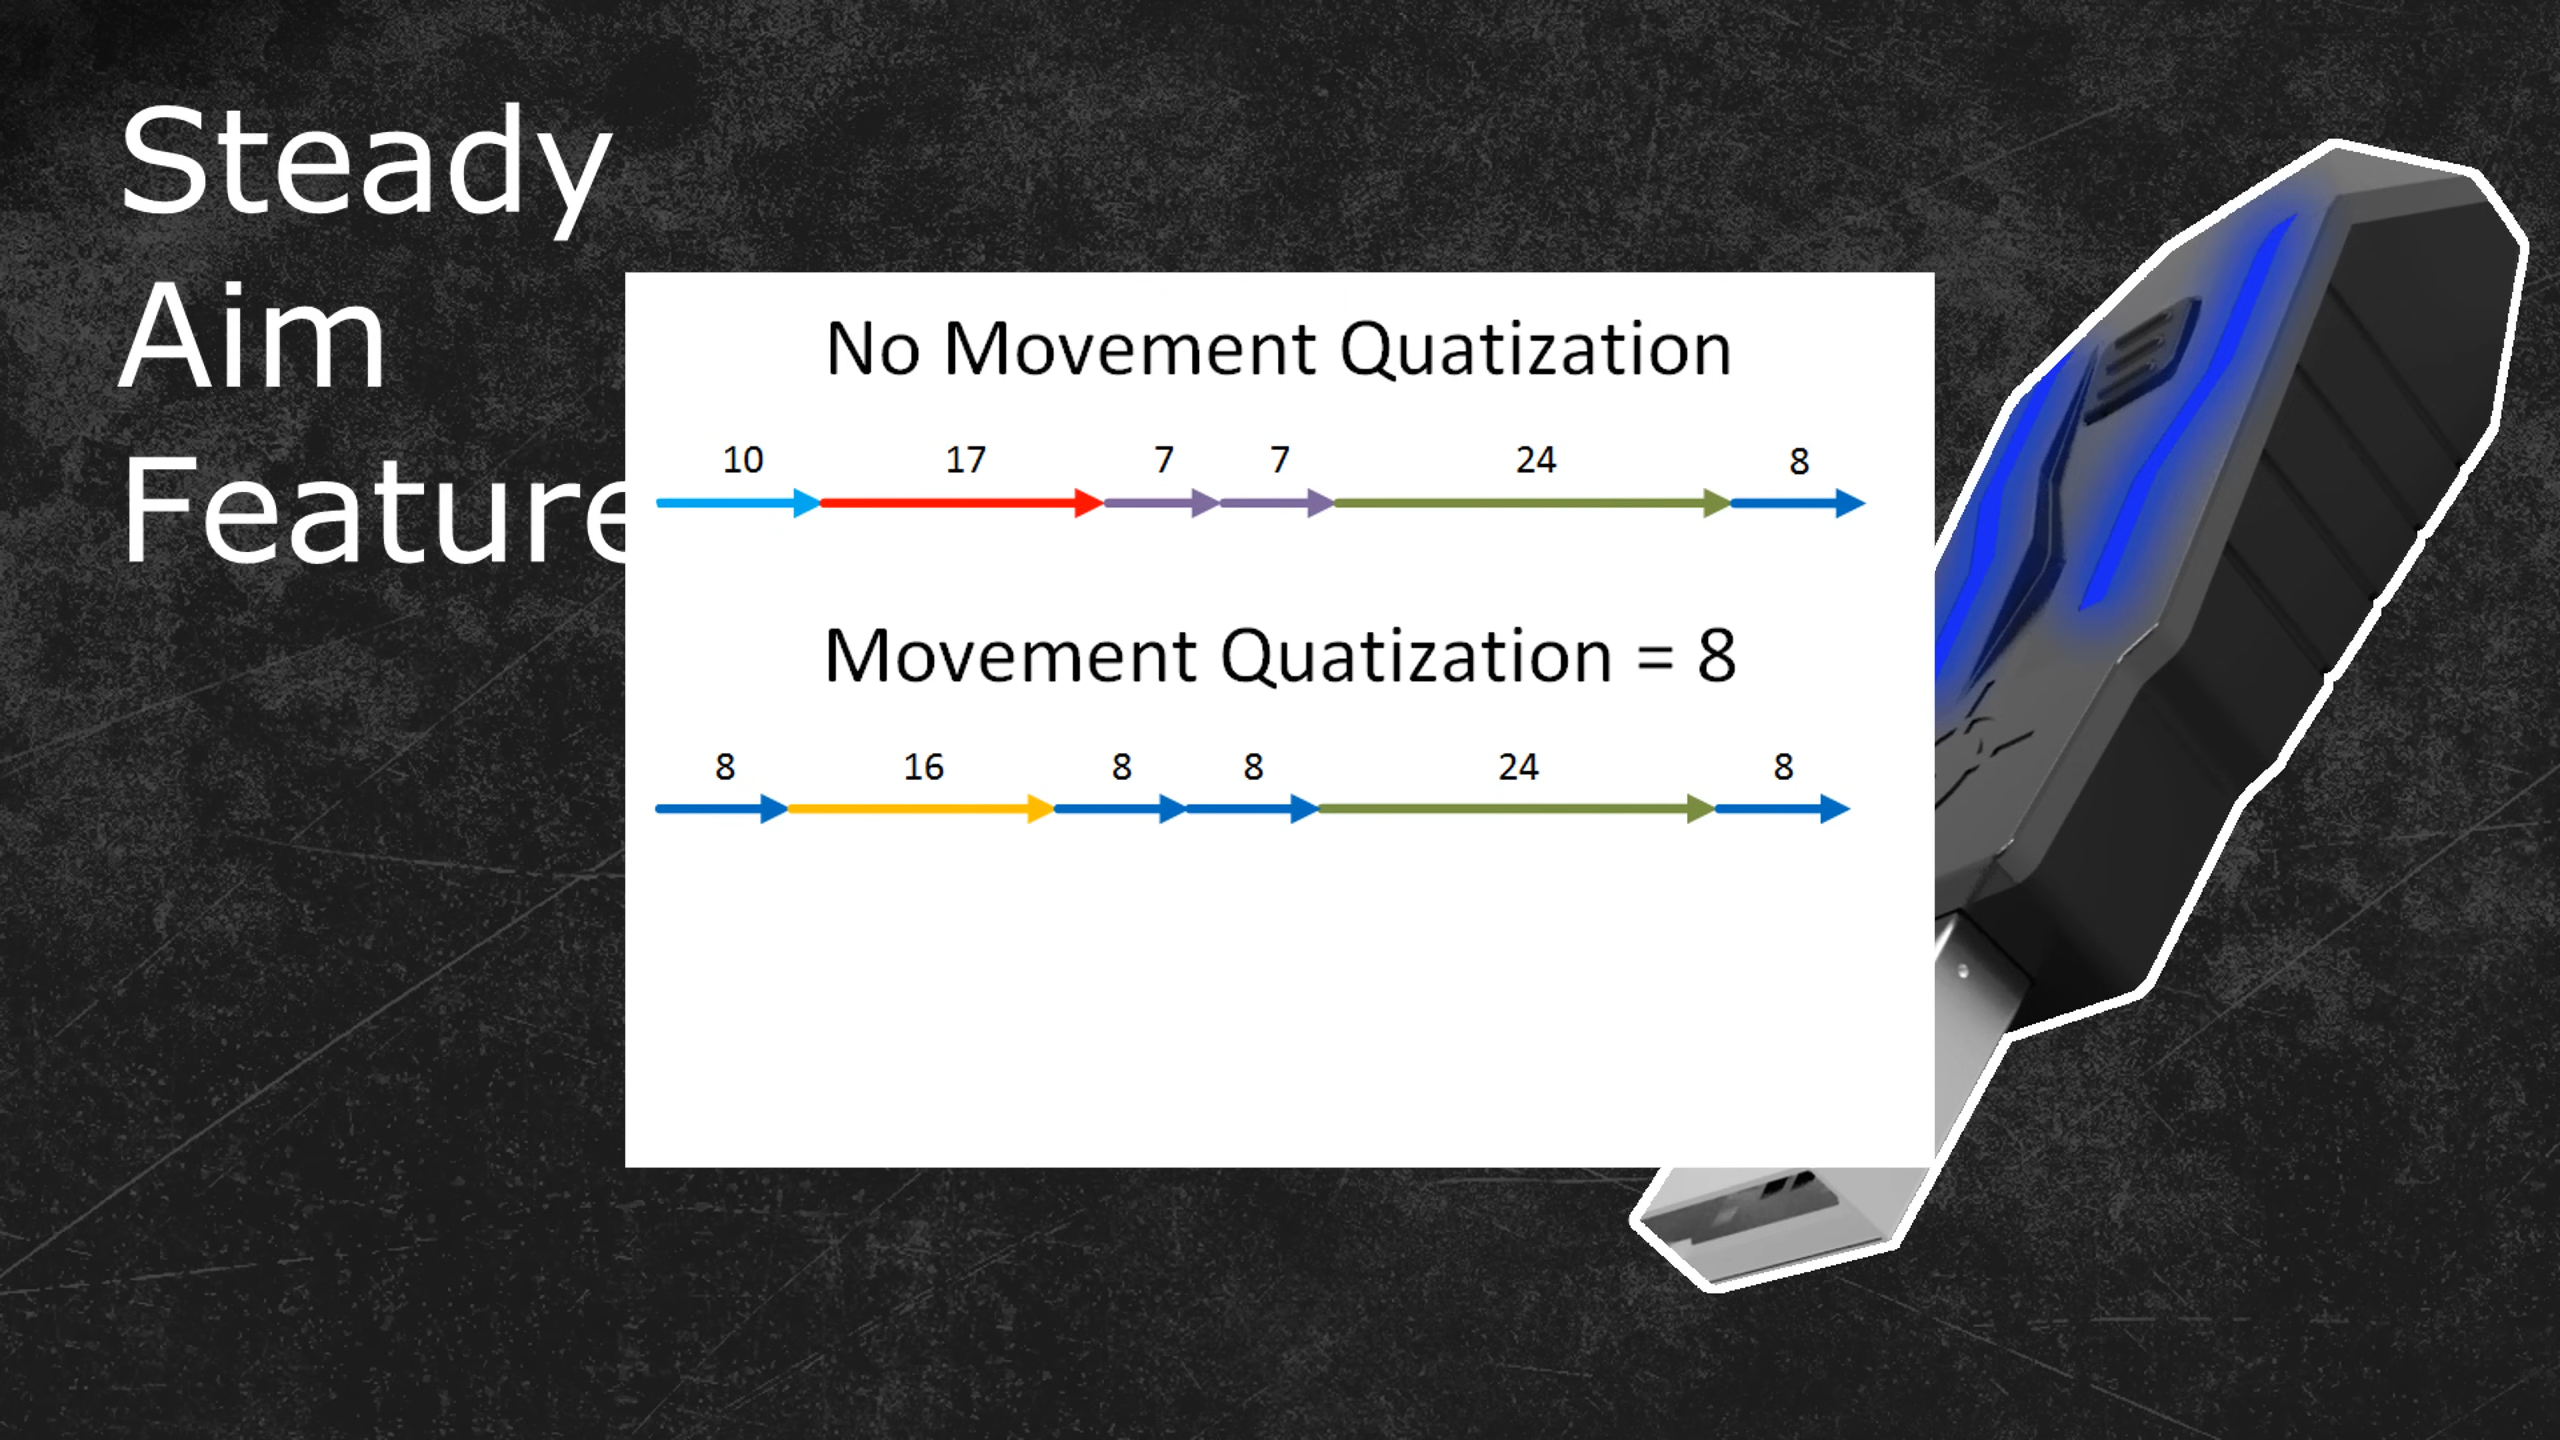 Steady
Aim
Feature
No Movement Quatization
10 17 7 7 24 8
Movement Quatization = 8
8 16 8 8 24 8